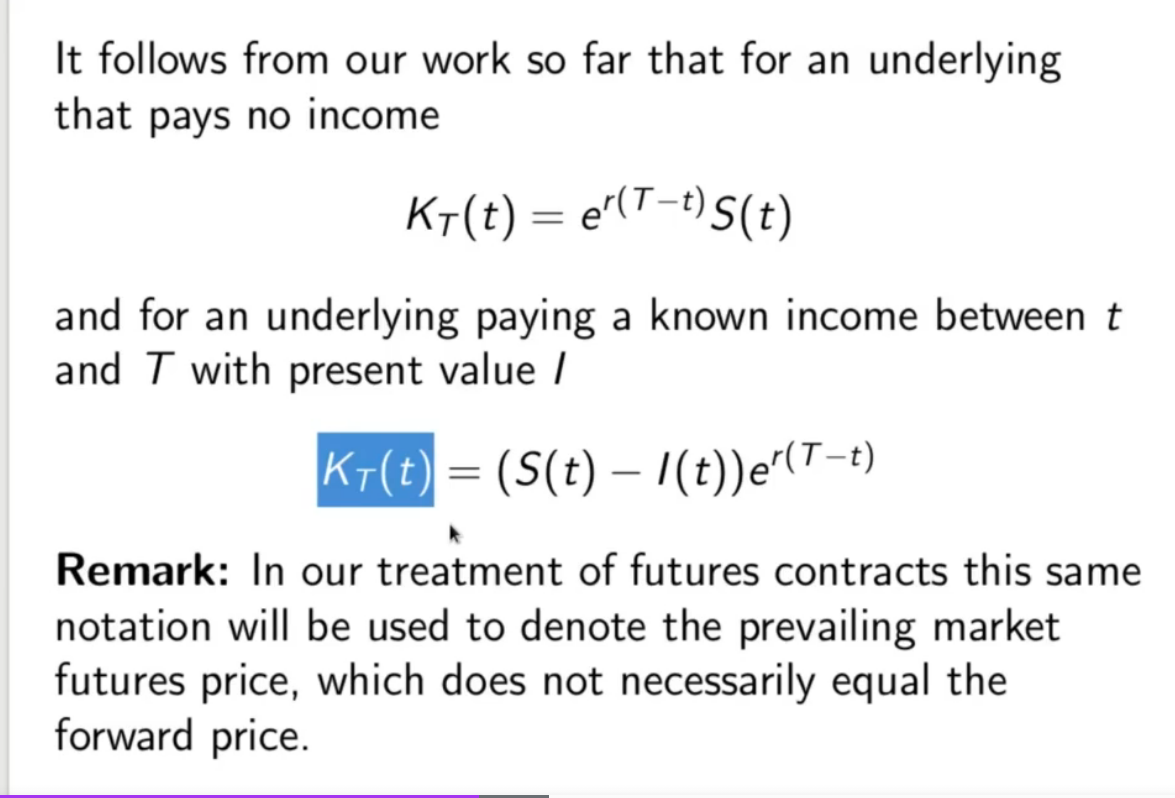 It follows from our work so far that for an underlying
that pays no income
K_T(t) = e^{r(T−t)}S(t)
and for an underlying paying a known income between t
and T with present value I
K_T(t) = (S(t) − I(t))e^{r(T−t)}
Remark: In our treatment of futures contracts this same
notation will be used to denote the prevailing market
futures price, which does not necessarily equal the
forward price.